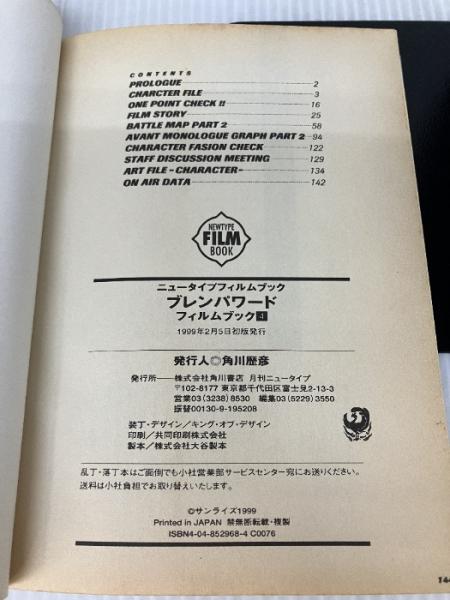 CONTENTS
PROLOGUE 2
CHARCTER FILE 3
ONE POINT CHECK !! 16
FILM STORY 25
BATTLE MAP PART 2 58
AVANT MONOLOGUE GRAPH PART 2 94
CHARACTER FASION CHECK 122
STAFF DISCUSSION MEETING 129
ART FILE - CHARACTER- 134
ON AIR DATA 142
NEWTYPE
FILM
BOOK
ニュータイプフィルムブック
ブレンパワード
フィルムブック4
1999年2月5日初版発行
発行人◎角川歴彦
発行所──株式会社角川書店 月刊ニュータイプ
〒102-8177 東京都千代田区富士見2-13-3
営業03(3238)8530 編集03(5229)3550
振替00130-9-195208
装丁・デザイン/キング・オブ・デザイン
印刷/共同印刷株式会社
製本/株式会社大谷製本
乱丁・落丁本はご面倒でも小社営業部サービスセンター宛にお送りください。
送料は小社負担でお取り替えいたします。
©サンライズ1999
Printed in JAPAN 禁無断転載・複製
ISBN4-04-852968-4 C0076
144